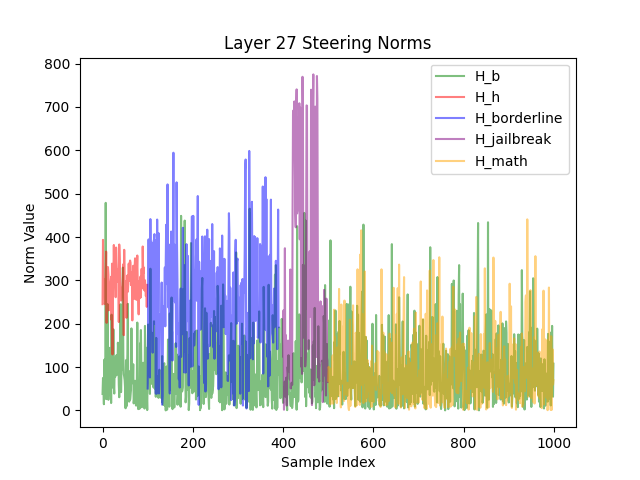 Layer 27 Steering Norms
800
700
600
500
400
300
200
100
0
Norm Value
0
200
400
600
800
1000
Sample Index
H_b
H_h
H_borderline
H_jailbreak
H_math